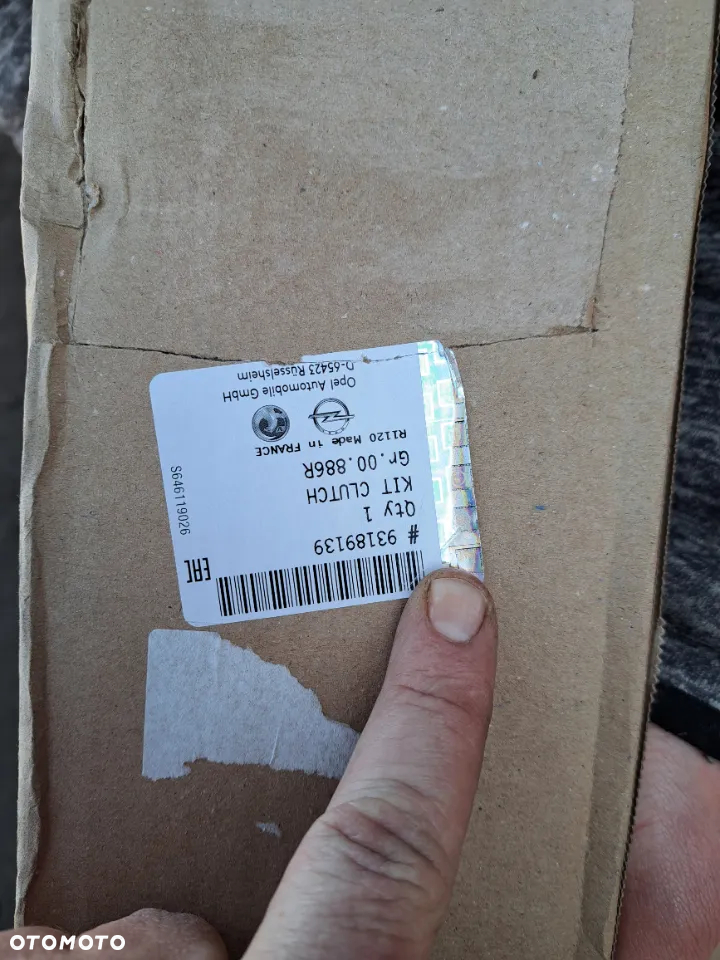 # 93189139
Qty 1
KIT CLUTCH
Gr.00.886R
R1120 Made in FRANCE
Opel Automobile GmbH
D-65423 Rüsselsheim
EAC
S646119026
OTOMOTO